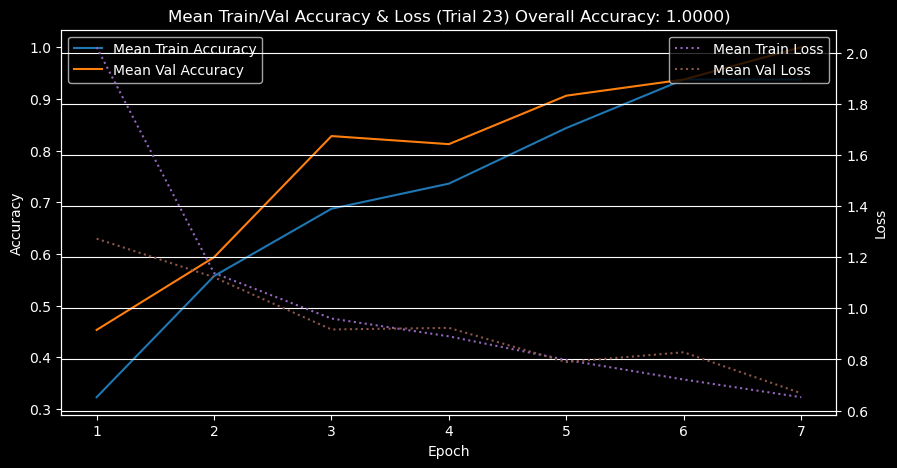 Mean Train/Val Accuracy & Loss (Trial 23) Overall Accuracy: 1.0000)
Mean Train Accuracy
Mean Val Accuracy
Mean Train Loss
Mean Val Loss
1.0
0.9
0.8
0.7
0.6
0.5
0.4
0.3
Accuracy
2.0
1.8
1.6
1.4
1.2
1.0
0.8
0.6
Loss
1 2 3 4 5 6 7
Epoch